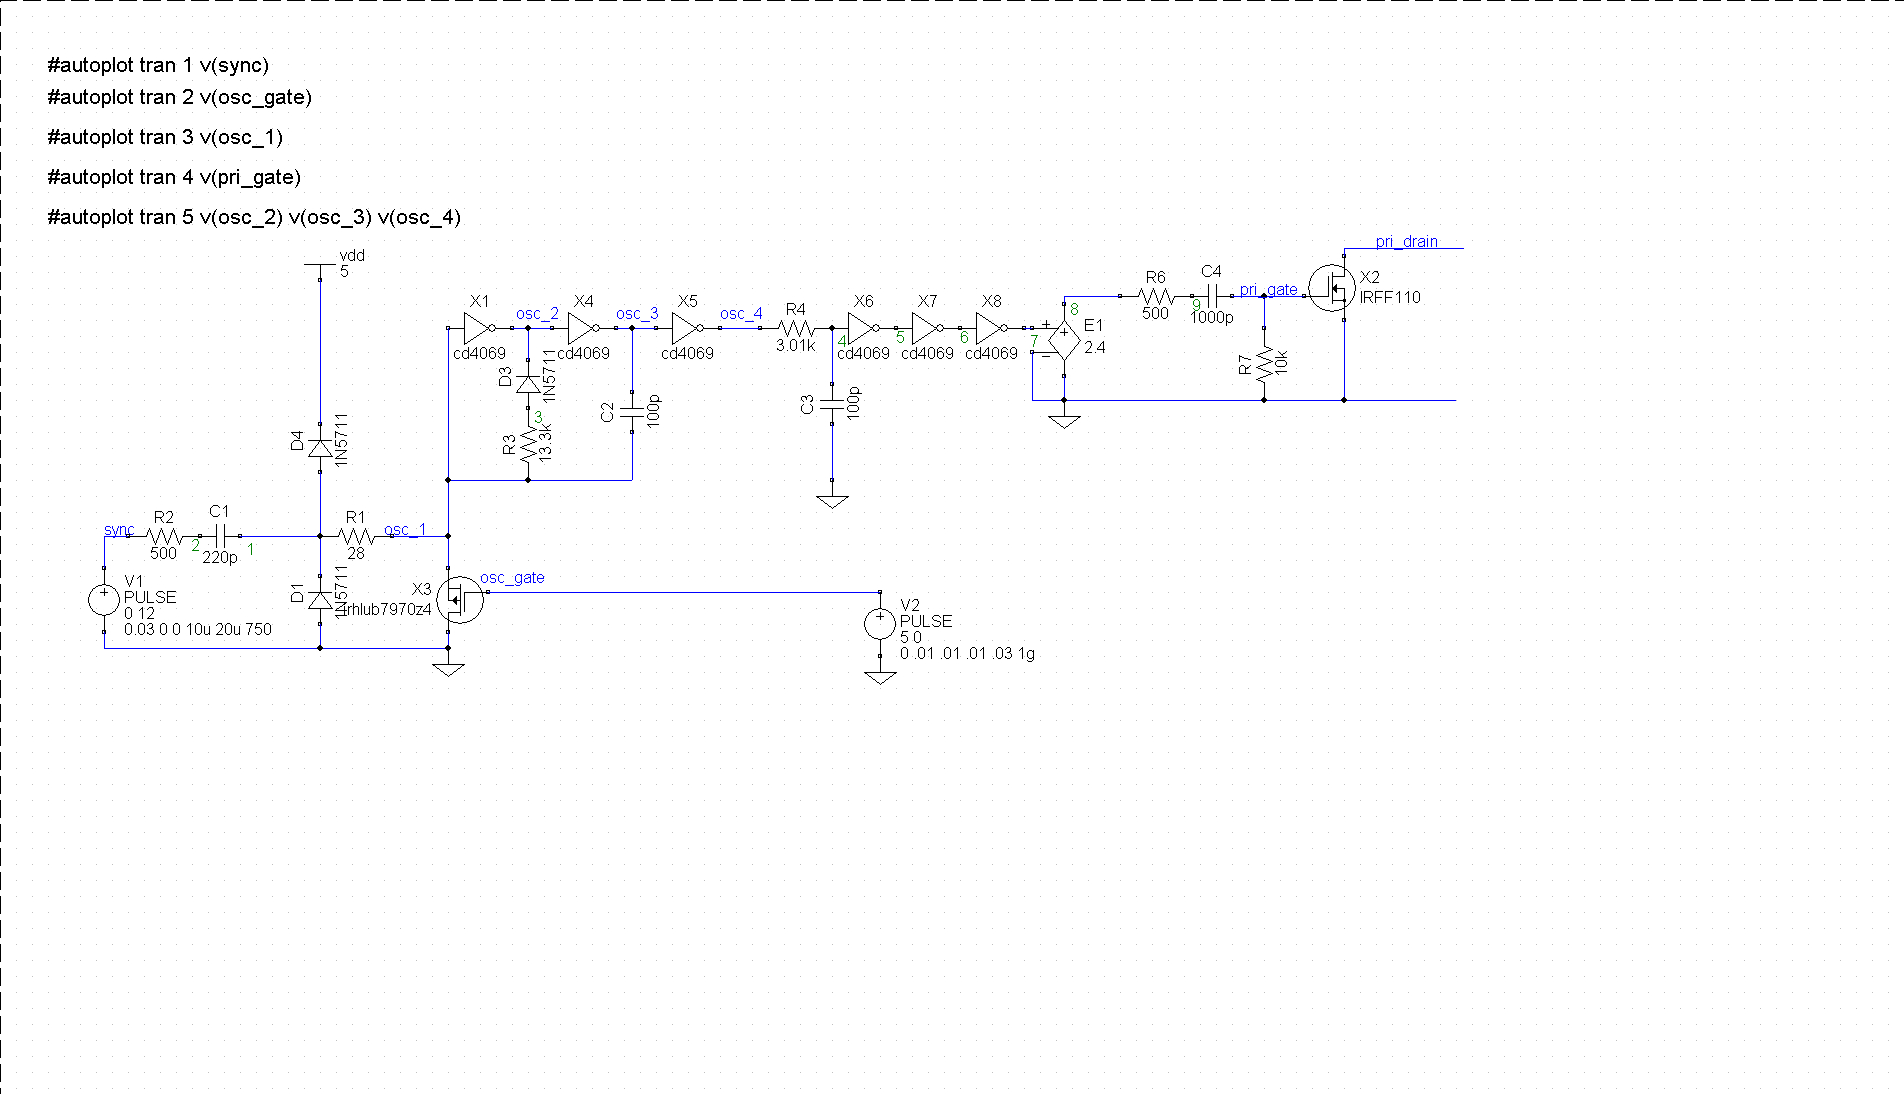 #autoplot tran 1 v(sync)
#autoplot tran 2 v(osc_gate)
#autoplot tran 3 v(osc_1)
#autoplot tran 4 v(pri_gate)
#autoplot tran 5 v(osc_2) v(osc_3) v(osc_4)
vdd
5
D4
1N5711
sync
R2
500
2
C1
220p
1
R1
28
osc_1
V1
PULSE
0 12
0.03 0 0 10u 20u 750
D1
1N5711
X3
irhlub7970z4
osc_gate
V2
PULSE
5 0
0 .01 .01 .01 .03 1g
X1
cd4069
osc_2
D3
1N5711
3
R3
13.3k
X4
cd4069
osc_3
C2
100p
X5
cd4069
osc_4
R4
3.01k
C3
100p
4
X6
cd4069
5
X7
cd4069
6
X8
cd4069
7
E1
2.4
8
R6
500
9
C4
1000p
pri_gate
R7
10k
X2
IRFF110
pri_drain